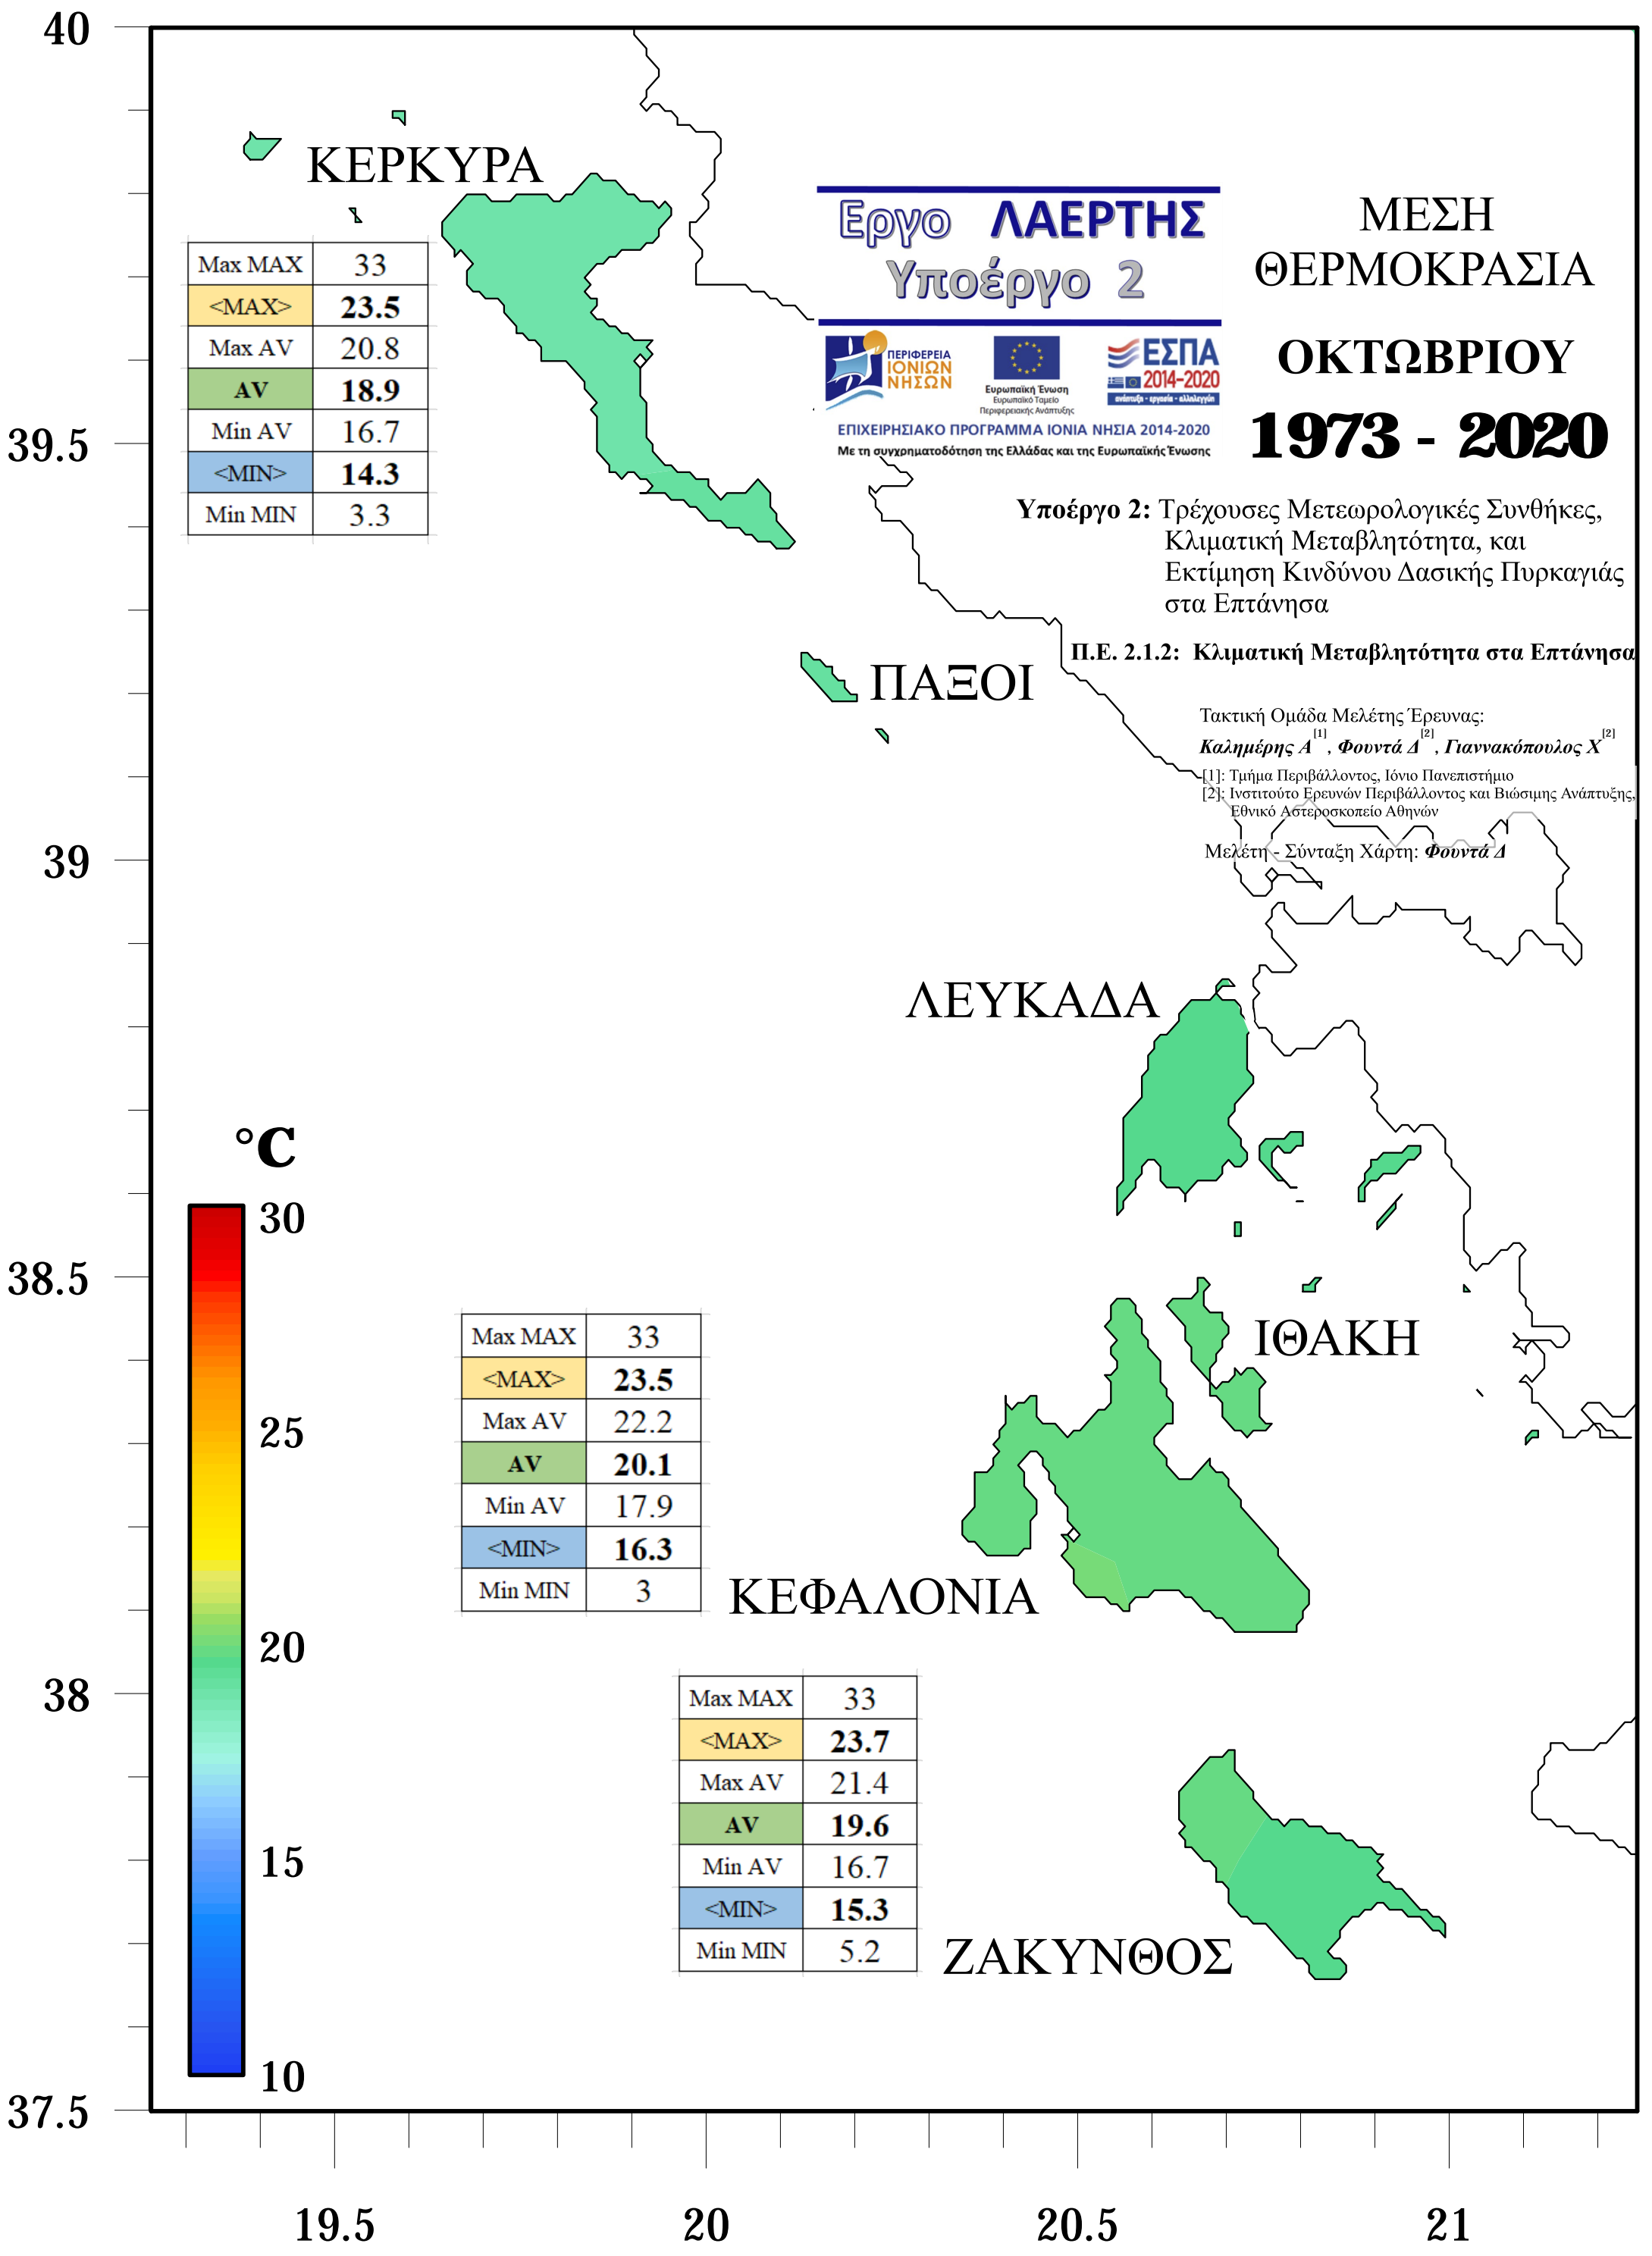 40
39.5
39
38.5
38
37.5
19.5
20
20.5
21
ΚΕΡΚΥΡΑ
Max MAX 33
<MAX> 23.5
Max AV 20.8
AV 18.9
Min AV 16.7
<MIN> 14.3
Min MIN 3.3
Εργο ΛΑΕΡΤΗΣ
Υποέργο 2
ΠΕΡΙΦΕΡΕΙΑ
ΙΟΝΙΩΝ
ΝΗΣΩΝ
Ευρωπαϊκή Ένωση
Ευρωπαϊκό Ταμείο
Περιφερειακής Ανάπτυξης
ΕΣΠΑ
2014-2020
ανάπτυξη - εργασία - αλληλεγγύη
ΕΠΙΧΕΙΡΗΣΙΑΚΟ ΠΡΟΓΡΑΜΜΑ ΙΟΝΙΑ ΝΗΣΙΑ 2014-2020
Με τη συγχρηματοδότηση της Ελλάδας και της Ευρωπαϊκής Ένωσης
ΜΕΣΗ
ΘΕΡΜΟΚΡΑΣΙΑ
ΟΚΤΩΒΡΙΟΥ
1973 - 2020
Υποέργο 2: Τρέχουσες Μετεωρολογικές Συνθήκες,
Κλιματική Μεταβλητότητα, και
Εκτίμηση Κινδύνου Δασικής Πυρκαγιάς
στα Επτάνησα
Π.Ε. 2.1.2: Κλιματική Μεταβλητότητα στα Επτάνησα
Τακτική Ομάδα Μελέτης Έρευνας:
Καλημέρης Α[1], Φουντά Δ[2], Γιαννακόπουλος Χ[2]
[1]: Τμήμα Περιβάλλοντος, Ιόνιο Πανεπιστήμιο
[2]: Ινστιτούτο Ερευνών Περιβάλλοντος και Βιώσιμης Ανάπτυξης,
Εθνικό Αστεροσκοπείο Αθηνών
Μελέτη - Σύνταξη Χάρτη: Φουντά Δ
ΠΑΞΟΙ
ΛΕΥΚΑΔΑ
ΙΘΑΚΗ
°C
30
25
20
15
10
Max MAX 33
<MAX> 23.5
Max AV 22.2
AV 20.1
Min AV 17.9
<MIN> 16.3
Min MIN 3
ΚΕΦΑΛΟΝΙΑ
Max MAX 33
<MAX> 23.7
Max AV 21.4
AV 19.6
Min AV 16.7
<MIN> 15.3
Min MIN 5.2
ΖΑΚΥΝΘΟΣ